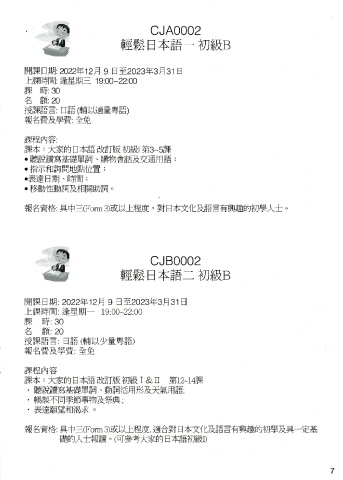 CJA0002
輕鬆日本語一 初級B
開課日期: 2022年12月 9 日至2023年3月31日
上課時間: 逢星期三 19:00~22:00
課 時: 30
名 額: 20
授課語言: 日語 (輔以適量粵語)
報名費及學費: 全免
課程內容:
課本：大家的日本語 改訂版 初級I 第3~5課
●聽說讀寫基礎單詞、購物會話及交通用語；
●指示和詢問地點位置；
●表達日期、時間；
●移動性動詞及相關助詞。
報名資格: 具中三(Form 3)或以上程度，對日本文化及語言有興趣的初學人士。
CJB0002
輕鬆日本語二 初級B
開課日期: 2022年12月 9 日至2023年3月31日
上課時間: 逢星期一 19:00~22:00
課 時: 30
名 額: 20
授課語言: 日語 (輔以少量粵語)
報名費及學費: 全免
課程內容
課本：大家的日本語 改訂版 初級 I & II 第12-14課
· 聽說讀寫基礎單詞、動詞活用形及天氣用語;
· 暢談不同季節事物及祭典;
· 表達願望和渴求 。
報名資格: 具中三(Form 3)或以上程度, 適合對日本文化及語言有興趣的初學及具一定基
礎的人士報讀。(可參考大家的日本語初級I)
7